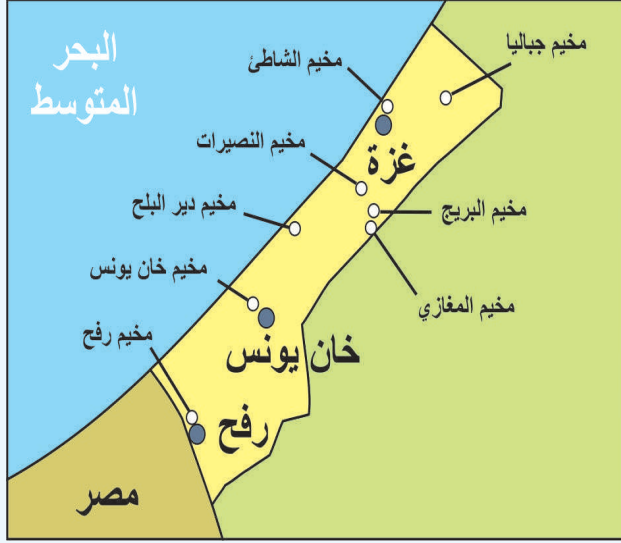 البحر
المتوسط
مخيم جباليا
مخيم الشاطئ
مخيم النصيرات
غزة
مخيم دير البلح
مخيم البريج
مخيم خان يونس
مخيم المغازي
مخيم رفح
خان يونس
رفح
مصر